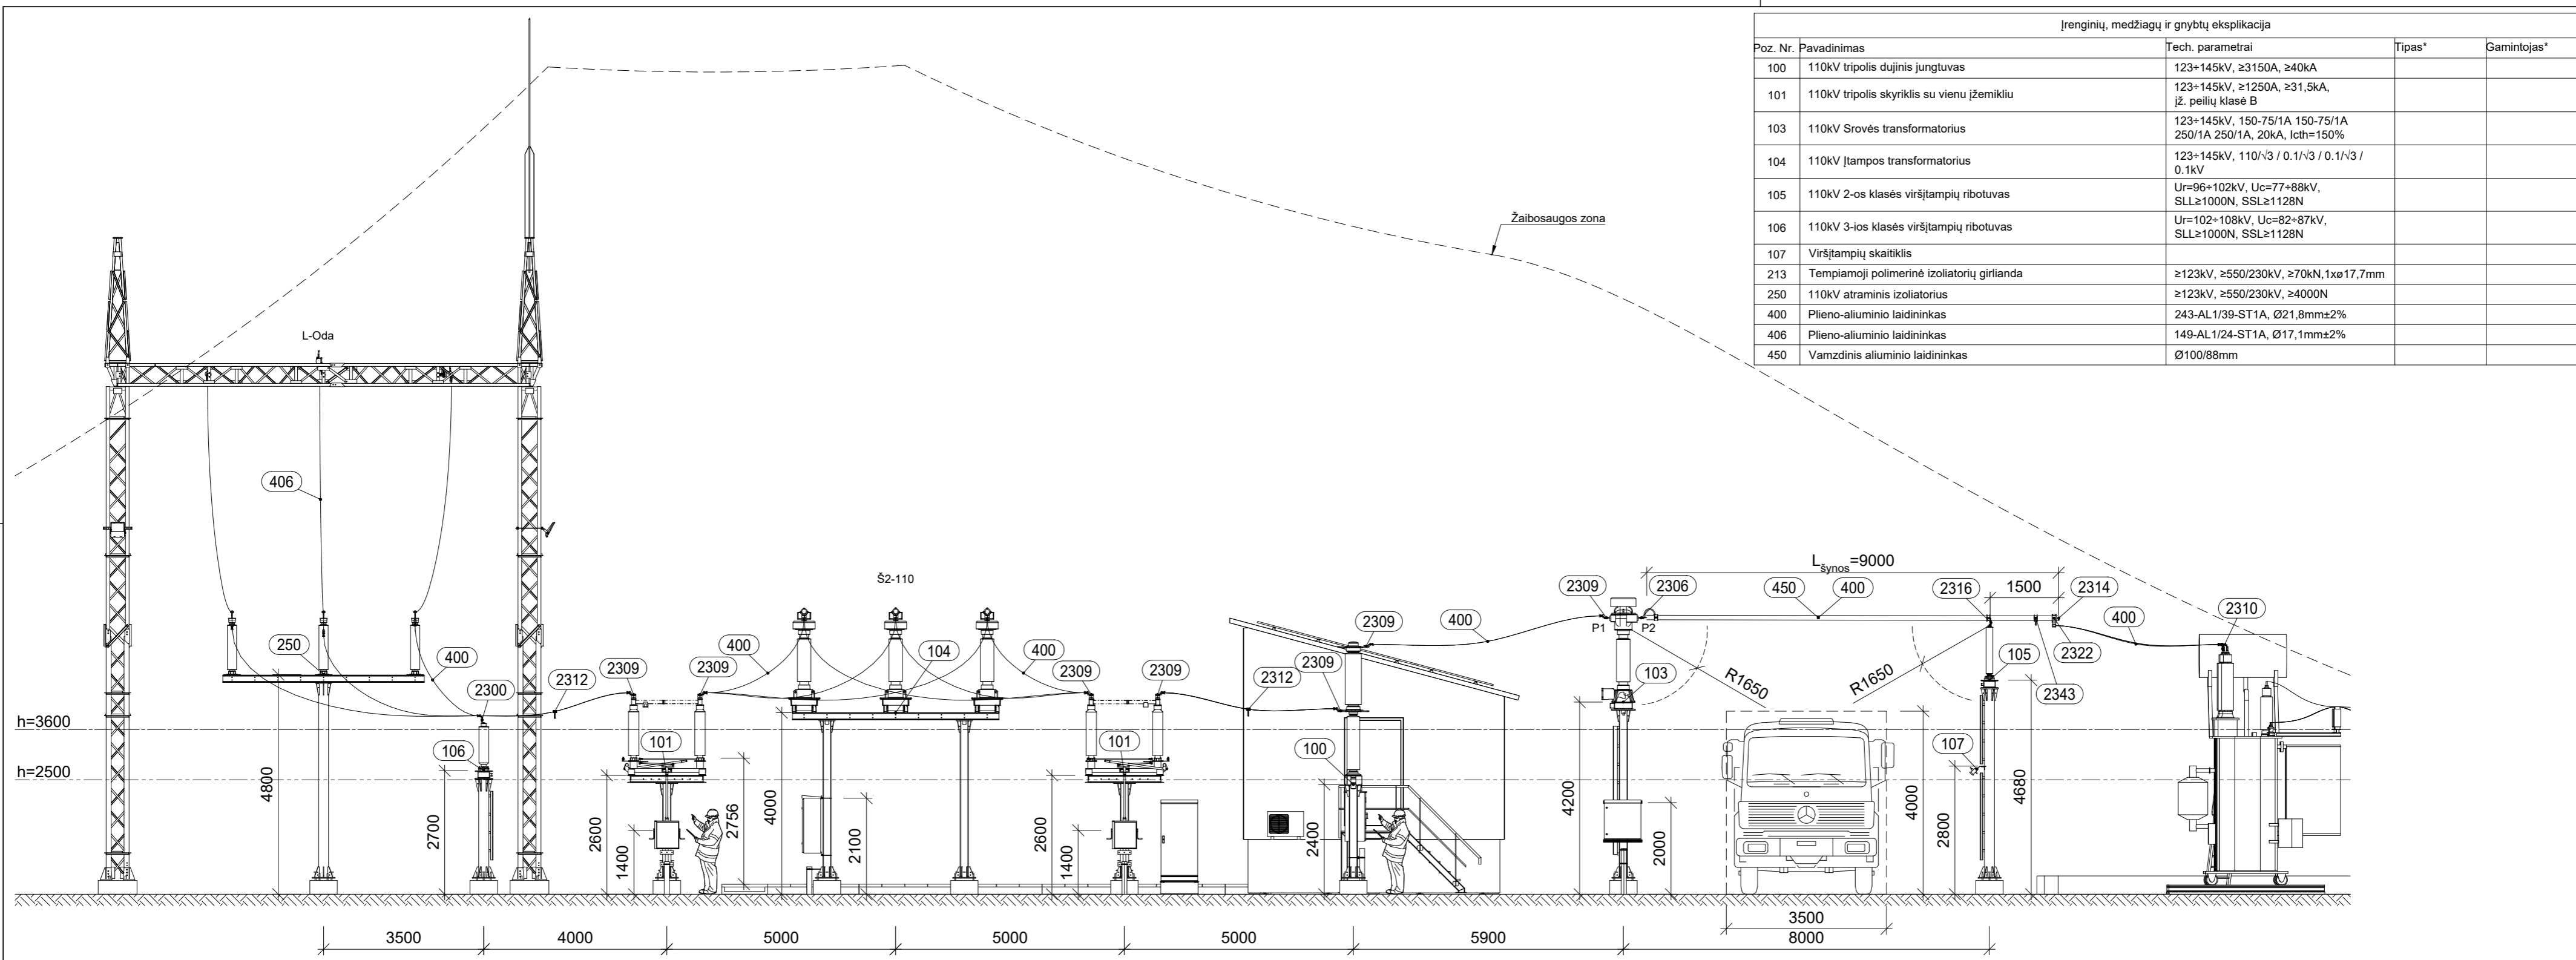 Įrenginių, medžiagų ir gnybtų eksplikacija
Poz. Nr. Pavadinimas Tech. parametrai Tipas* Gamintojas*
100 110kV tripolis dujinis jungtuvas 123÷145kV, ≥3150A, ≥40kA
101 110kV tripolis skyriklis su vienu įžemikliu 123÷145kV, ≥1250A, ≥31,5kA,
įž. peilių klasė B
103 110kV Srovės transformatorius 123÷145kV, 150-75/1A 150-75/1A
250/1A 250/1A, 20kA, Icth=150%
104 110kV Įtampos transformatorius 123÷145kV, 110/√3 / 0.1/√3 / 0.1/√3 /
0.1kV
105 110kV 2-os klasės viršįtampių ribotuvas Ur=96÷102kV, Uc=77÷88kV,
SLL≥1000N, SSL≥1128N
106 110kV 3-ios klasės viršįtampių ribotuvas Ur=102÷108kV, Uc=82÷87kV,
SLL≥1000N, SSL≥1128N
107 Viršįtampių skaitiklis
213 Tempiamoji polimerinė izoliatorių girlianda ≥123kV, ≥550/230kV, ≥70kN,1xø17,7mm
250 110kV atraminis izoliatorius ≥123kV, ≥550/230kV, ≥4000N
400 Plieno-aliuminio laidininkas 243-AL1/39-ST1A, Ø21,8mm±2%
406 Plieno-aliuminio laidininkas 149-AL1/24-ST1A, Ø17,1mm±2%
450 Vamzdinis aliuminio laidininkas Ø100/88mm
Žaibosaugos zona
L-Oda
406
Š2-110
Lšynos=9000
2309 2306 450 400 2316 1500 2314
P1 P2
2309 400 400 2310
2322
250 400 2300 2312 2309 2309 400 104 400 2309 2309 2312 2309
103 R1650 R1650 105 2343
h=3600
106 101 101 100 107
h=2500
4800 2700 2600 1400 2756 4000 2100 2600 1400 2400 4200 2000 4000 2800 4680
3500
3500 4000 5000 5000 5000 5900 8000